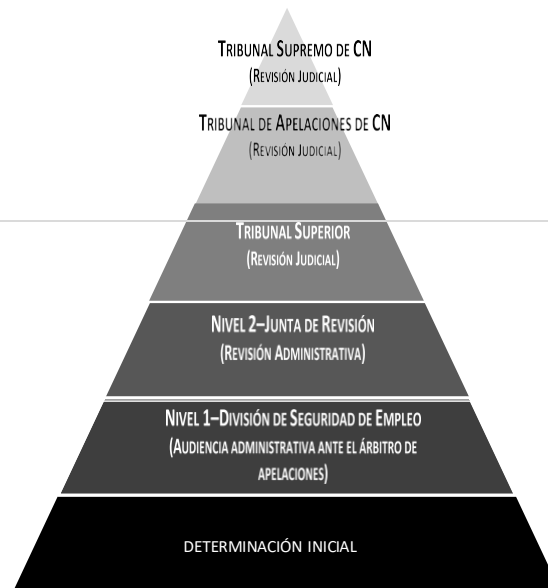 TRIBUNAL SUPREMO DE CN
(REVISIÓN JUDICIAL)
TRIBUNAL DE APELACIONES DE CN
(REVISIÓN JUDICIAL)
TRIBUNAL SUPERIOR
(REVISIÓN JUDICIAL)
NIVEL 2–JUNTA DE REVISIÓN
(REVISIÓN ADMINISTRATIVA)
NIVEL 1–DIVISIÓN DE SEGURIDAD DE EMPLEO
(AUDIENCIA ADMINISTRATIVA ANTE EL ÁRBITRO DE
APELACIONES)
DETERMINACIÓN INICIAL